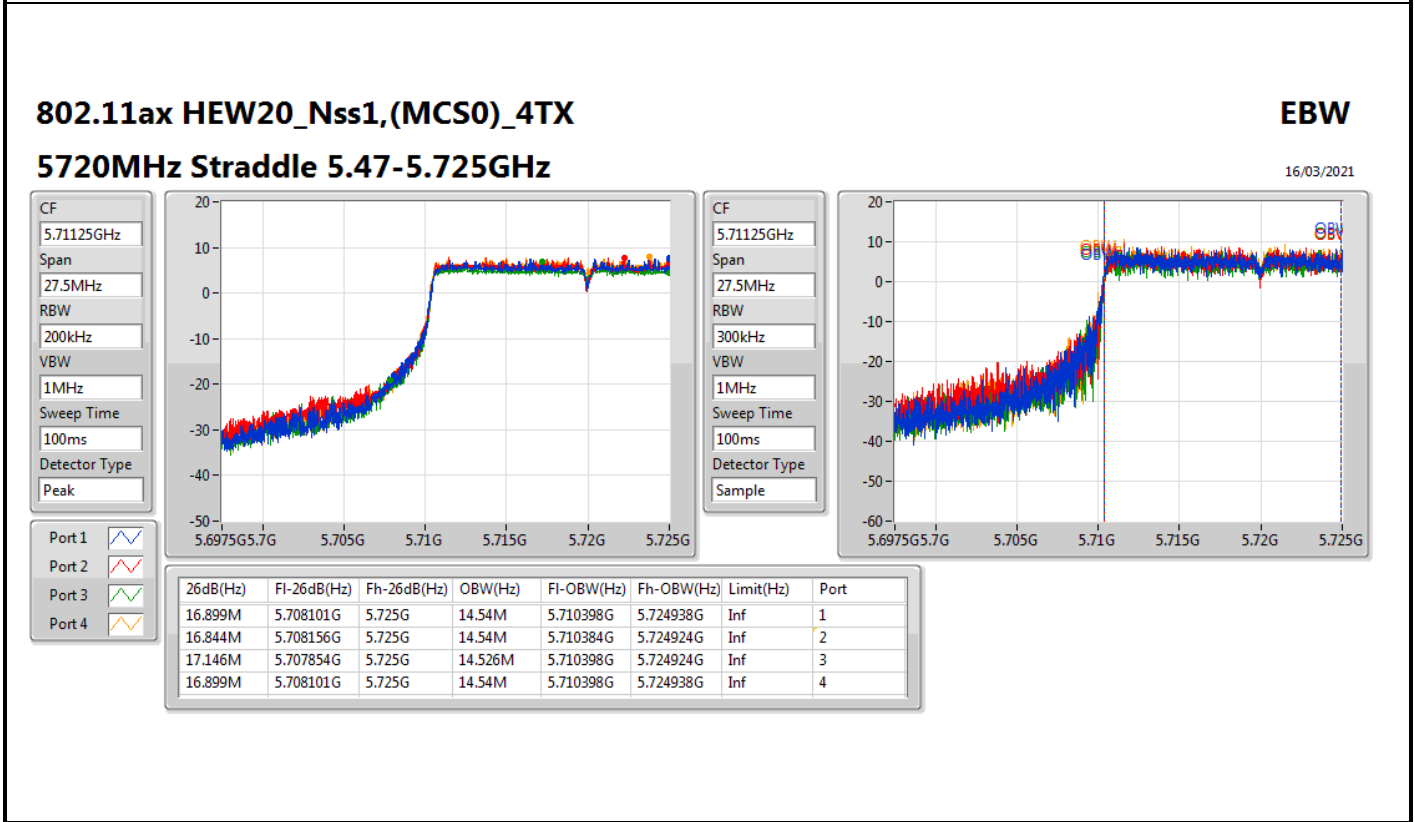 802.11ax HEW20_Nss1,(MCS0)_4TX
EBW
5720MHz Straddle 5.47-5.725GHz
16/03/2021
CF
5.71125GHz
Span
27.5MHz
RBW
200kHz
VBW
1MHz
Sweep Time
100ms
Detector Type
Peak
20
10
0
-10
-20
-30
-40
-50
5.6975G 5.7G 5.705G 5.71G 5.715G 5.72G 5.725G
CF
5.71125GHz
Span
27.5MHz
RBW
300kHz
VBW
1MHz
Sweep Time
100ms
Detector Type
Sample
20
10
0
-10
-20
-30
-40
-50
-60
5.6975G 5.7G 5.705G 5.71G 5.715G 5.72G 5.725G
Port 1
Port 2
Port 3
Port 4
26dB(Hz) Fl-26dB(Hz) Fh-26dB(Hz) OBW(Hz) Fl-OBW(Hz) Fh-OBW(Hz) Limit(Hz) Port
16.899M 5.708101G 5.725G 14.54M 5.710398G 5.724938G Inf 1
16.844M 5.708156G 5.725G 14.54M 5.710384G 5.724924G Inf 2
17.146M 5.707854G 5.725G 14.526M 5.710398G 5.724924G Inf 3
16.899M 5.708101G 5.725G 14.54M 5.710398G 5.724938G Inf 4